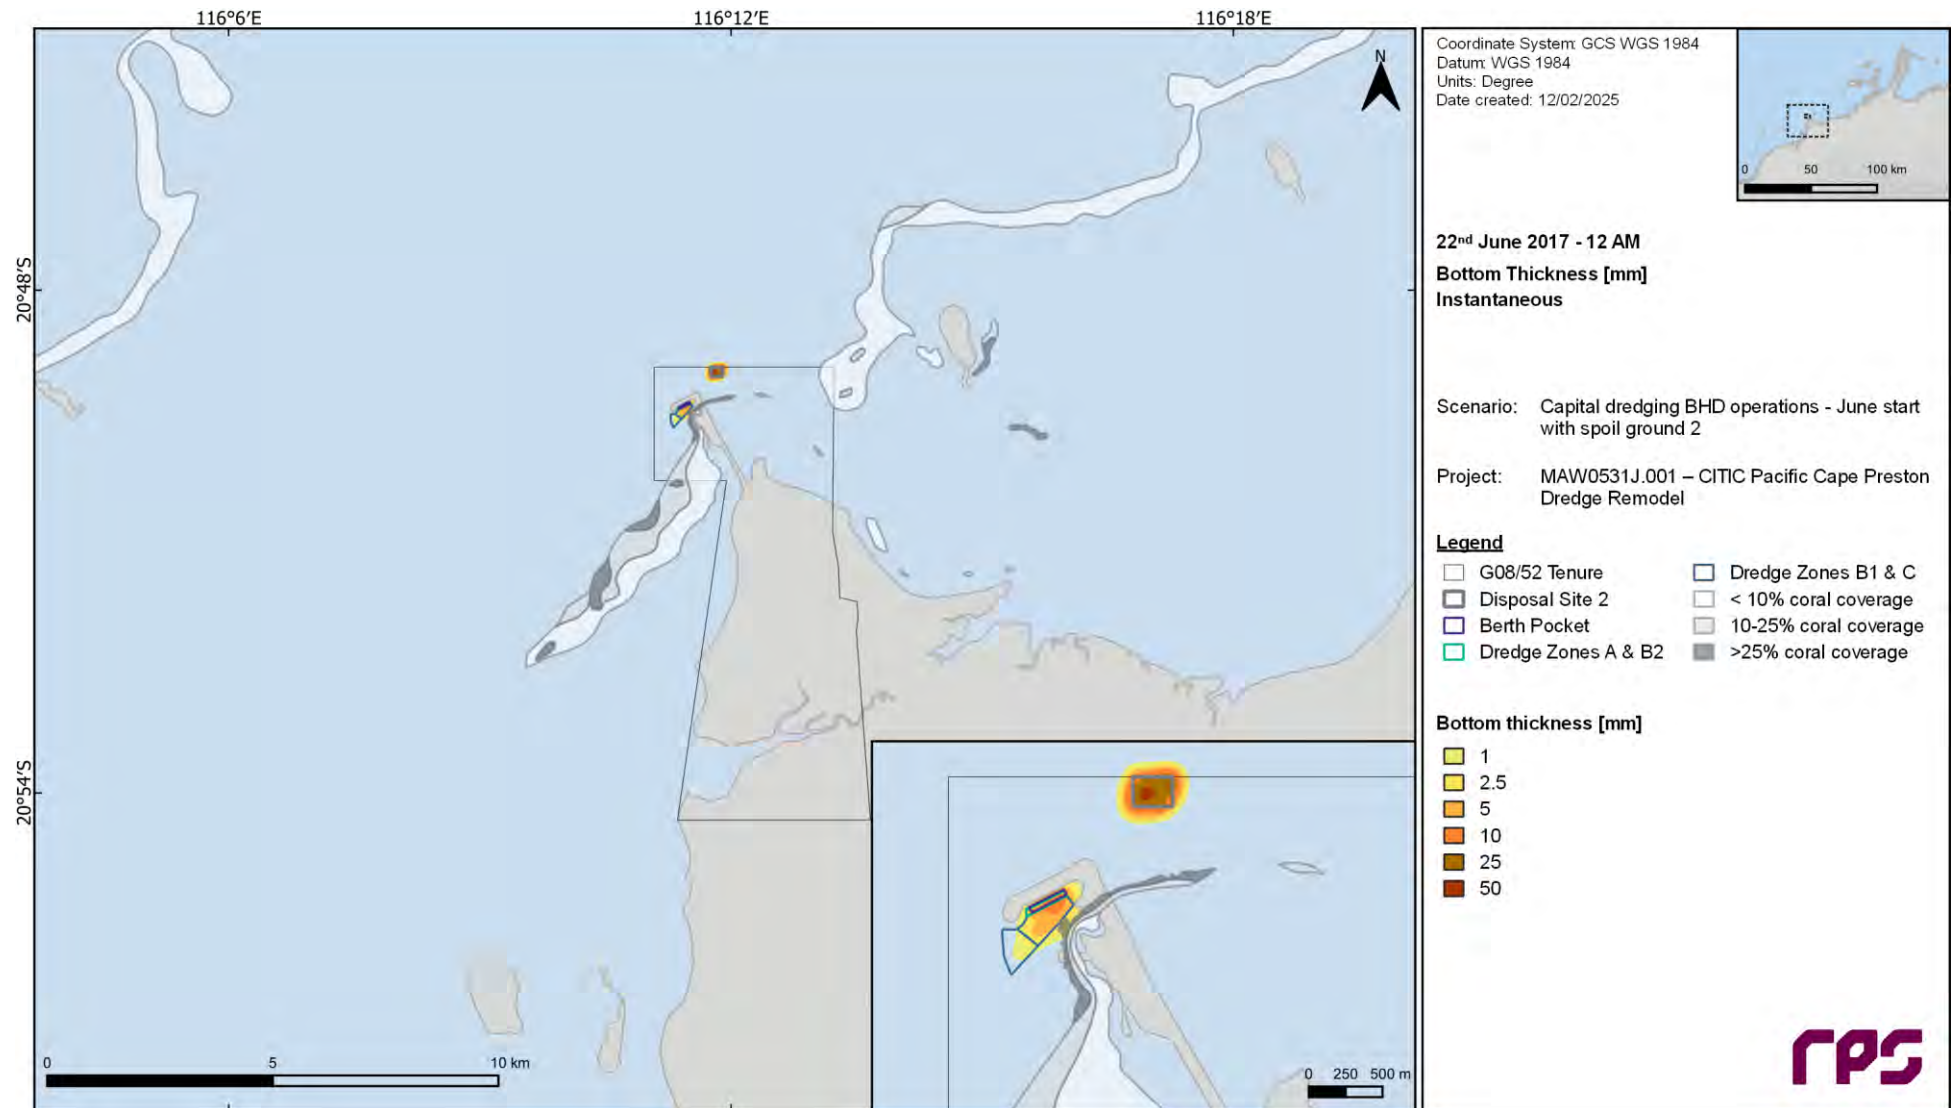 116°6′E
116°12′E
116°18′E
20°48′S
20°54′S
N
0 5 10 km
0 250 500 m
Coordinate System: GCS WGS 1984
Datum: WGS 1984
Units: Degree
Date created: 12/02/2025
0 50 100 km
22nd June 2017 - 12 AM
Bottom Thickness [mm]
Instantaneous
Scenario: Capital dredging BHD operations - June start
with spoil ground 2
Project: MAW0531J.001 – CITIC Pacific Cape Preston
Dredge Remodel
Legend
G08/52 Tenure
Disposal Site 2
Berth Pocket
Dredge Zones A & B2
Dredge Zones B1 & C
< 10% coral coverage
10-25% coral coverage
>25% coral coverage
Bottom thickness [mm]
1
2.5
5
10
25
50
rps